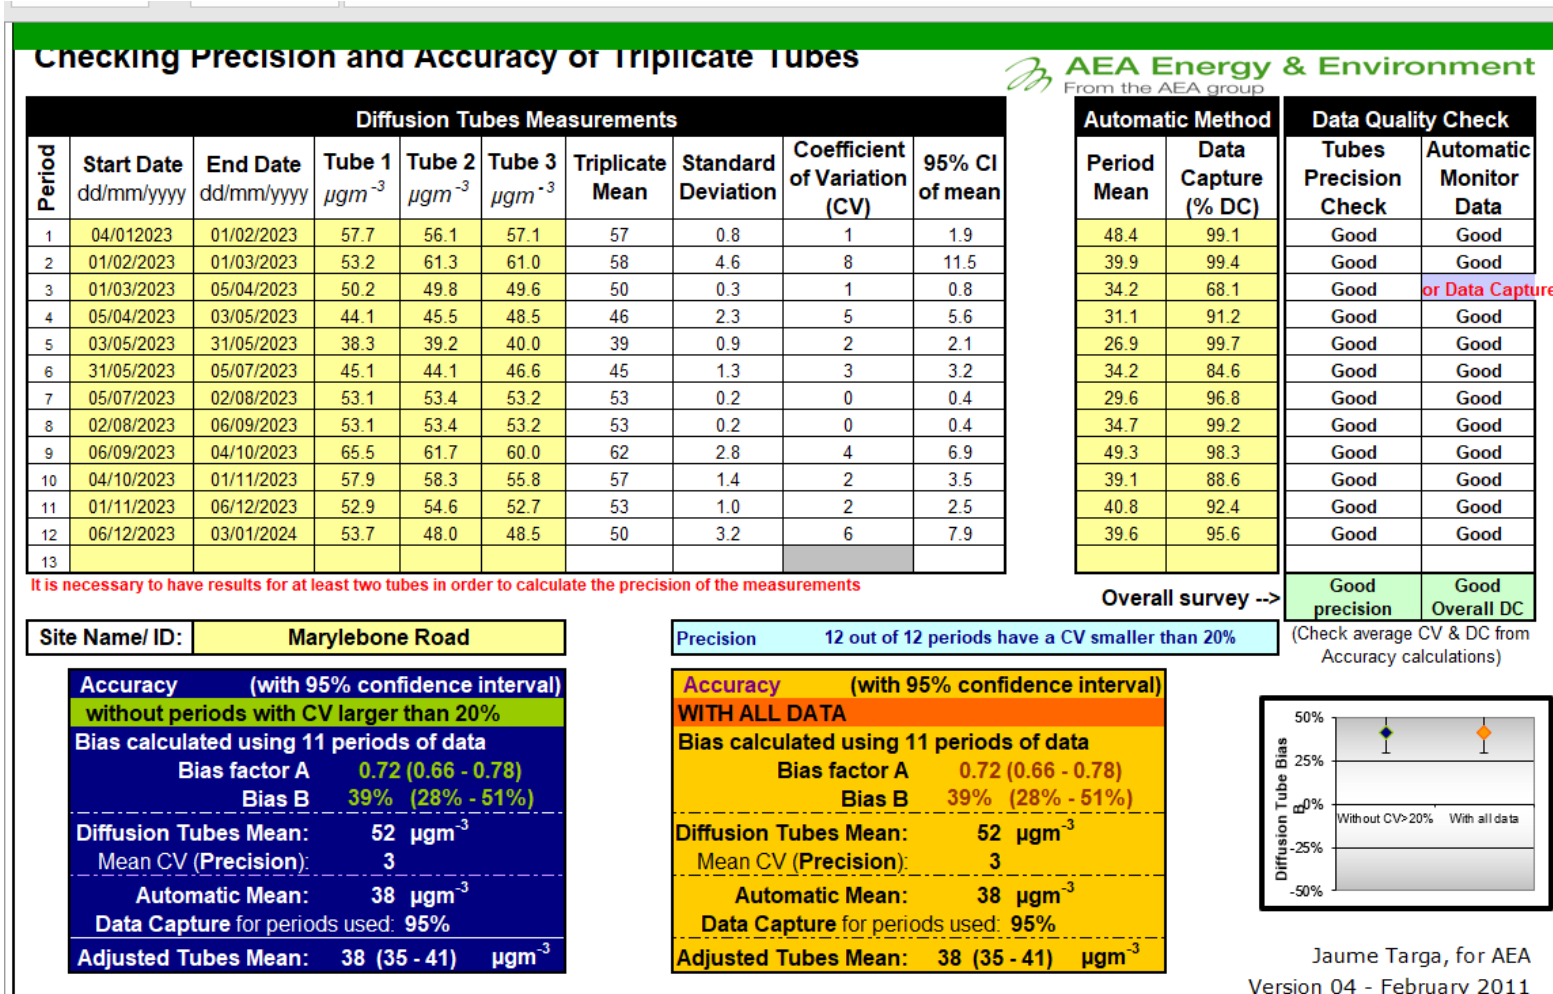 Checking Precision and Accuracy of Triplicate Tubes
AEA Energy & Environment
From the AEA group
Diffusion Tubes Measurements
Automatic Method
Data Quality Check
Period | Start Date dd/mm/yyyy | End Date dd/mm/yyyy | Tube 1 µgm-3 | Tube 2 µgm-3 | Tube 3 µgm-3 | Triplicate Mean | Standard Deviation | Coefficient of Variation (CV) | 95% CI of mean | Period Mean | Data Capture (% DC) | Tubes Precision Check | Automatic Monitor Data
1 04/012023 01/02/2023 57.7 56.1 57.1 57 0.8 1 1.9 48.4 99.1 Good Good
2 01/02/2023 01/03/2023 53.2 61.3 61.0 58 4.6 8 11.5 39.9 99.4 Good Good
3 01/03/2023 05/04/2023 50.2 49.8 49.6 50 0.3 1 0.8 34.2 68.1 Good or Data Capture
4 05/04/2023 03/05/2023 44.1 45.5 48.5 46 2.3 5 5.6 31.1 91.2 Good Good
5 03/05/2023 31/05/2023 38.3 39.2 40.0 39 0.9 2 2.1 26.9 99.7 Good Good
6 31/05/2023 05/07/2023 45.1 44.1 46.6 45 1.3 3 3.2 34.2 84.6 Good Good
7 05/07/2023 02/08/2023 53.1 53.4 53.2 53 0.2 0 0.4 29.6 96.8 Good Good
8 02/08/2023 06/09/2023 53.1 53.4 53.2 53 0.2 0 0.4 34.7 99.2 Good Good
9 06/09/2023 04/10/2023 65.5 61.7 60.0 62 2.8 4 6.9 49.3 98.3 Good Good
10 04/10/2023 01/11/2023 57.9 58.3 55.8 57 1.4 2 3.5 39.1 88.6 Good Good
11 01/11/2023 06/12/2023 52.9 54.6 52.7 53 1.0 2 2.5 40.8 92.4 Good Good
12 06/12/2023 03/01/2024 53.7 48.0 48.5 50 3.2 6 7.9 39.6 95.6 Good Good
13
It is necessary to have results for at least two tubes in order to calculate the precision of the measurements
Overall survey --> Good precision Good Overall DC
(Check average CV & DC from Accuracy calculations)
Site Name/ ID: Marylebone Road
Precision 12 out of 12 periods have a CV smaller than 20%
Accuracy (with 95% confidence interval)
without periods with CV larger than 20%
Bias calculated using 11 periods of data
Bias factor A 0.72 (0.66 - 0.78)
Bias B 39% (28% - 51%)
Diffusion Tubes Mean: 52 µgm-3
Mean CV (Precision): 3
Automatic Mean: 38 µgm-3
Data Capture for periods used: 95%
Adjusted Tubes Mean: 38 (35 - 41) µgm-3
Accuracy (with 95% confidence interval)
WITH ALL DATA
Bias calculated using 11 periods of data
Bias factor A 0.72 (0.66 - 0.78)
Bias B 39% (28% - 51%)
Diffusion Tubes Mean: 52 µgm-3
Mean CV (Precision): 3
Automatic Mean: 38 µgm-3
Data Capture for periods used: 95%
Adjusted Tubes Mean: 38 (35 - 41) µgm-3
Diffusion Tube Bias B
50%
25%
0%
-25%
-50%
Without CV>20% With all data
Jaume Targa, for AEA
Version 04 - February 2011